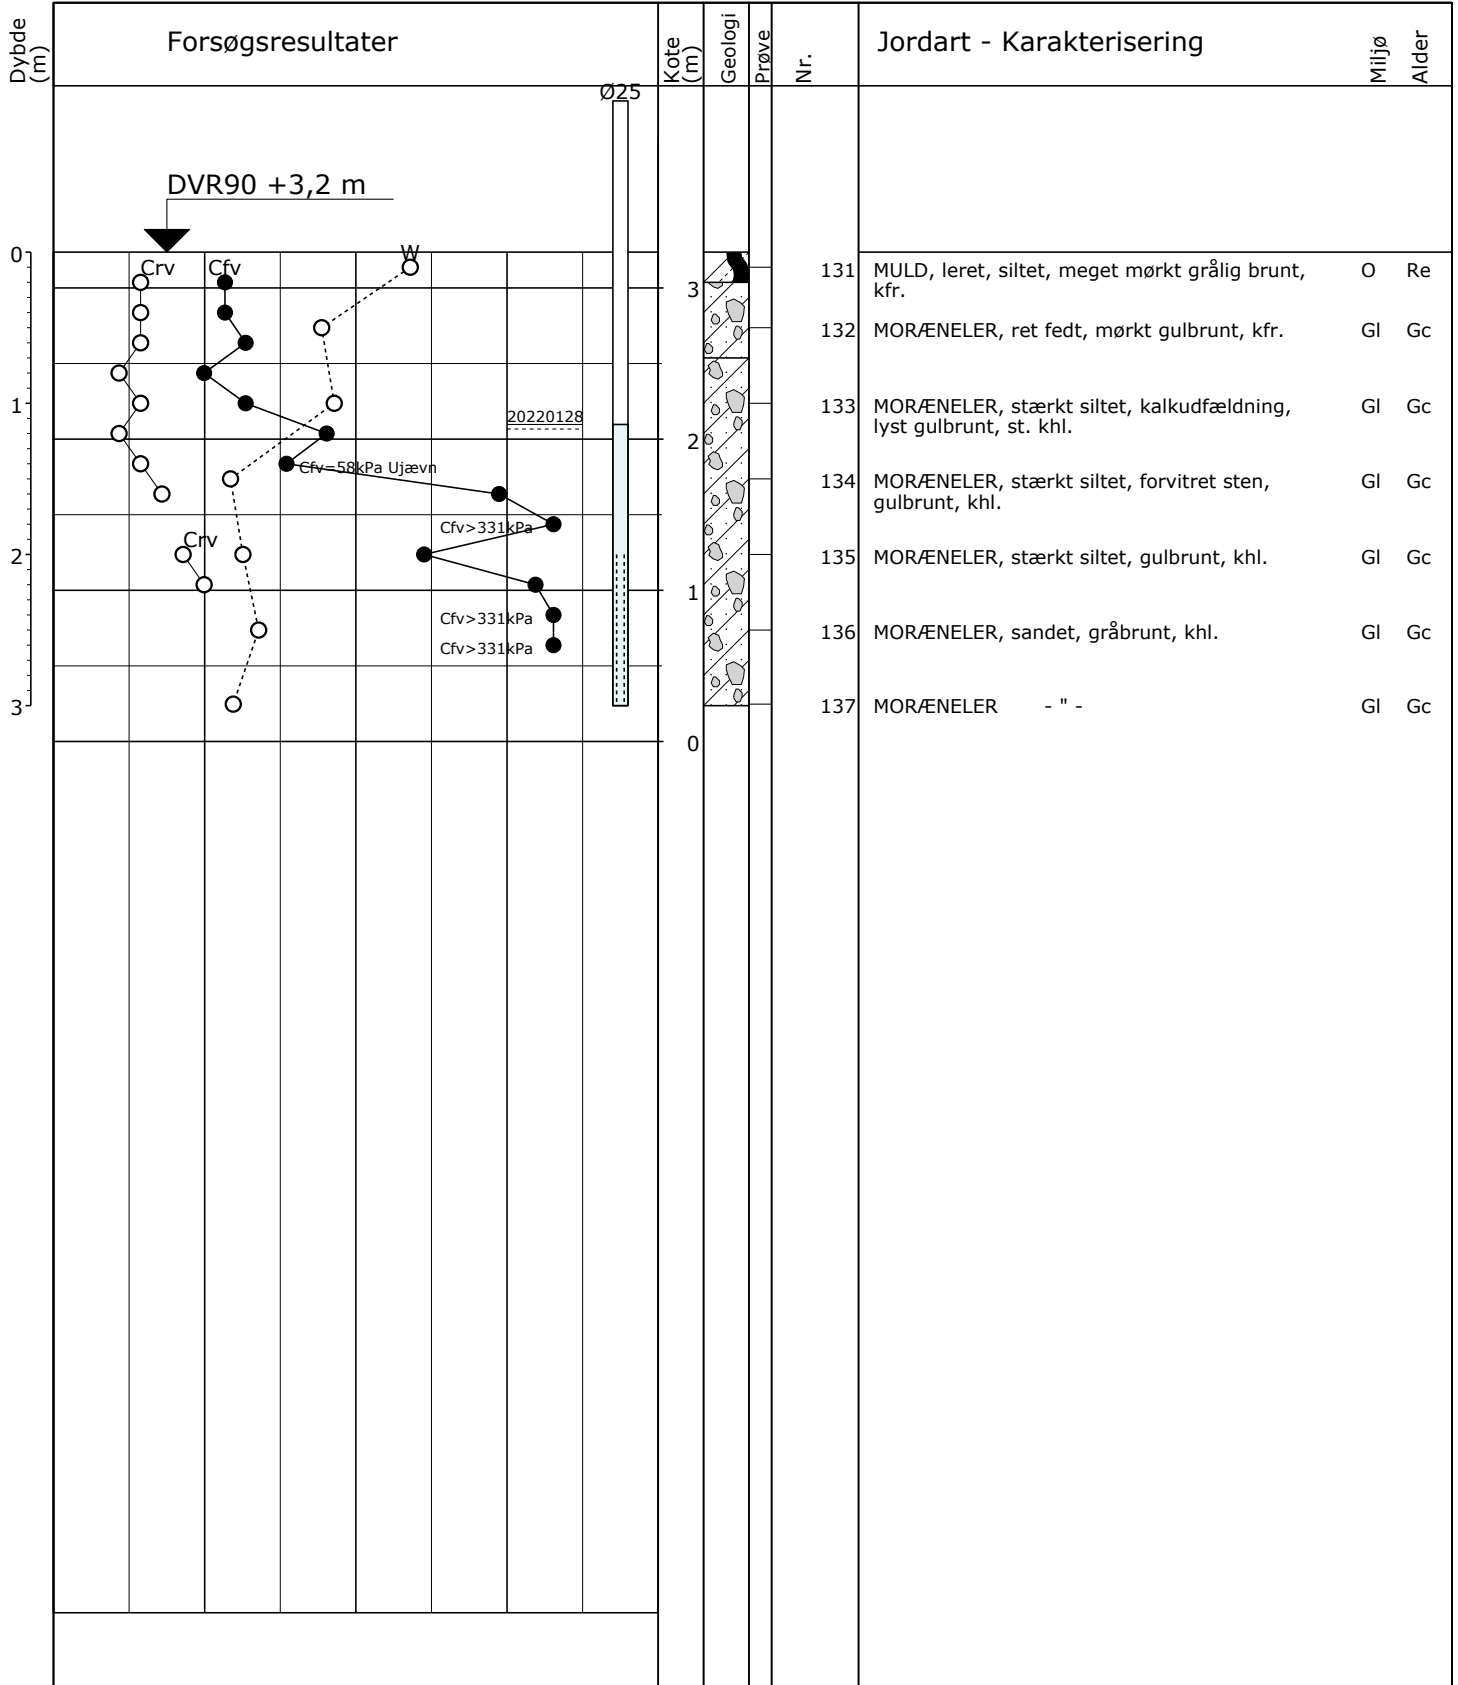 Dybde
(m)
Forsøgsresultater
Kote
(m)
Geologi
Prøve
Nr.
Jordart - Karakterisering
Miljø
Alder
Ø25
DVR90 +3,2 m
W
0
Crv
Cfv
131
MULD, leret, siltet, meget mørkt grålig brunt,
kfr.
O
Re
3
132
MORÆNELER, ret fedt, mørkt gulbrunt, kfr.
Gl
Gc
1
20220128
133
MORÆNELER, stærkt siltet, kalkudfældning,
lyst gulbrunt, st. khl.
Gl
Gc
2
Cfv=58kPa Ujævn
134
MORÆNELER, stærkt siltet, forvitret sten,
gulbrunt, khl.
Gl
Gc
Cfv>331kPa
Crv
2
135
MORÆNELER, stærkt siltet, gulbrunt, khl.
Gl
Gc
1
Cfv>331kPa
136
MORÆNELER, sandet, gråbrunt, khl.
Gl
Gc
Cfv>331kPa
3
137
MORÆNELER - " -
Gl
Gc
0